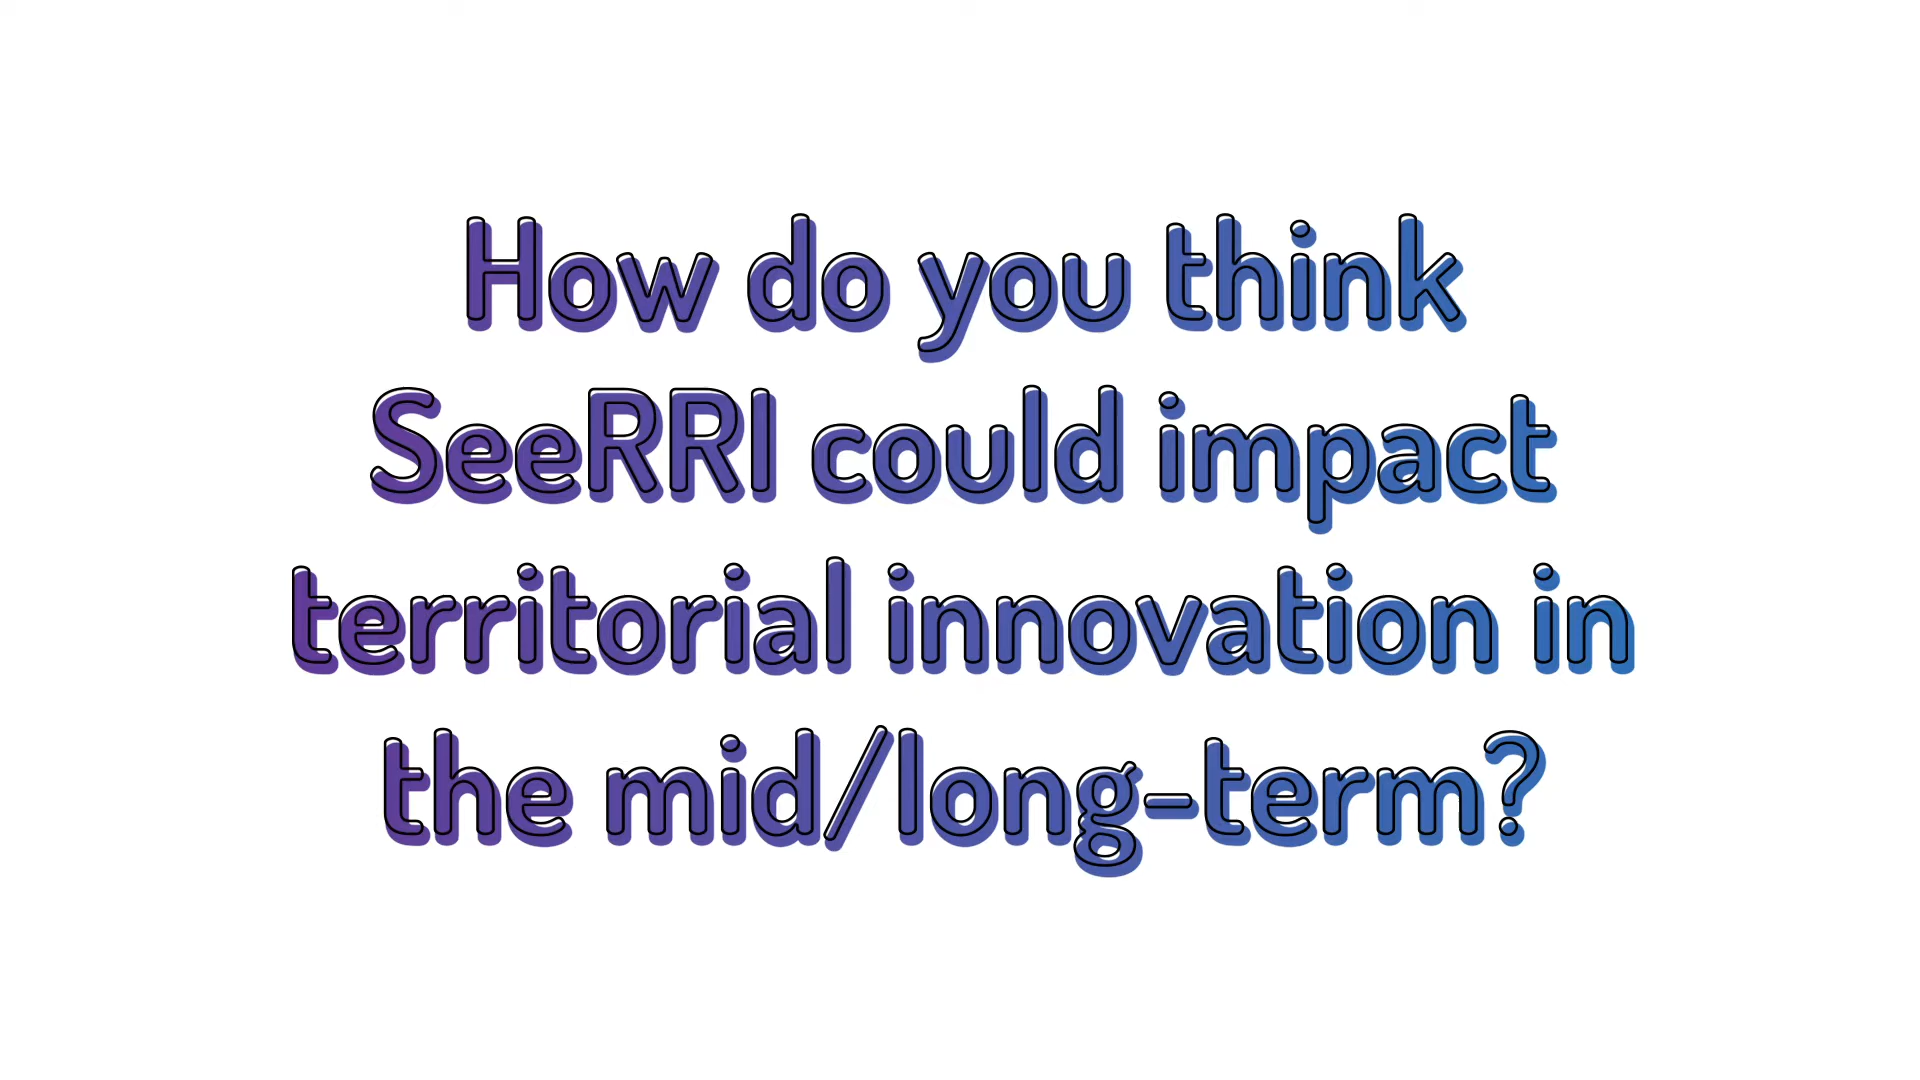 How do you think
SeeRRI could impact
territorial innovation in
the mid/long-term?